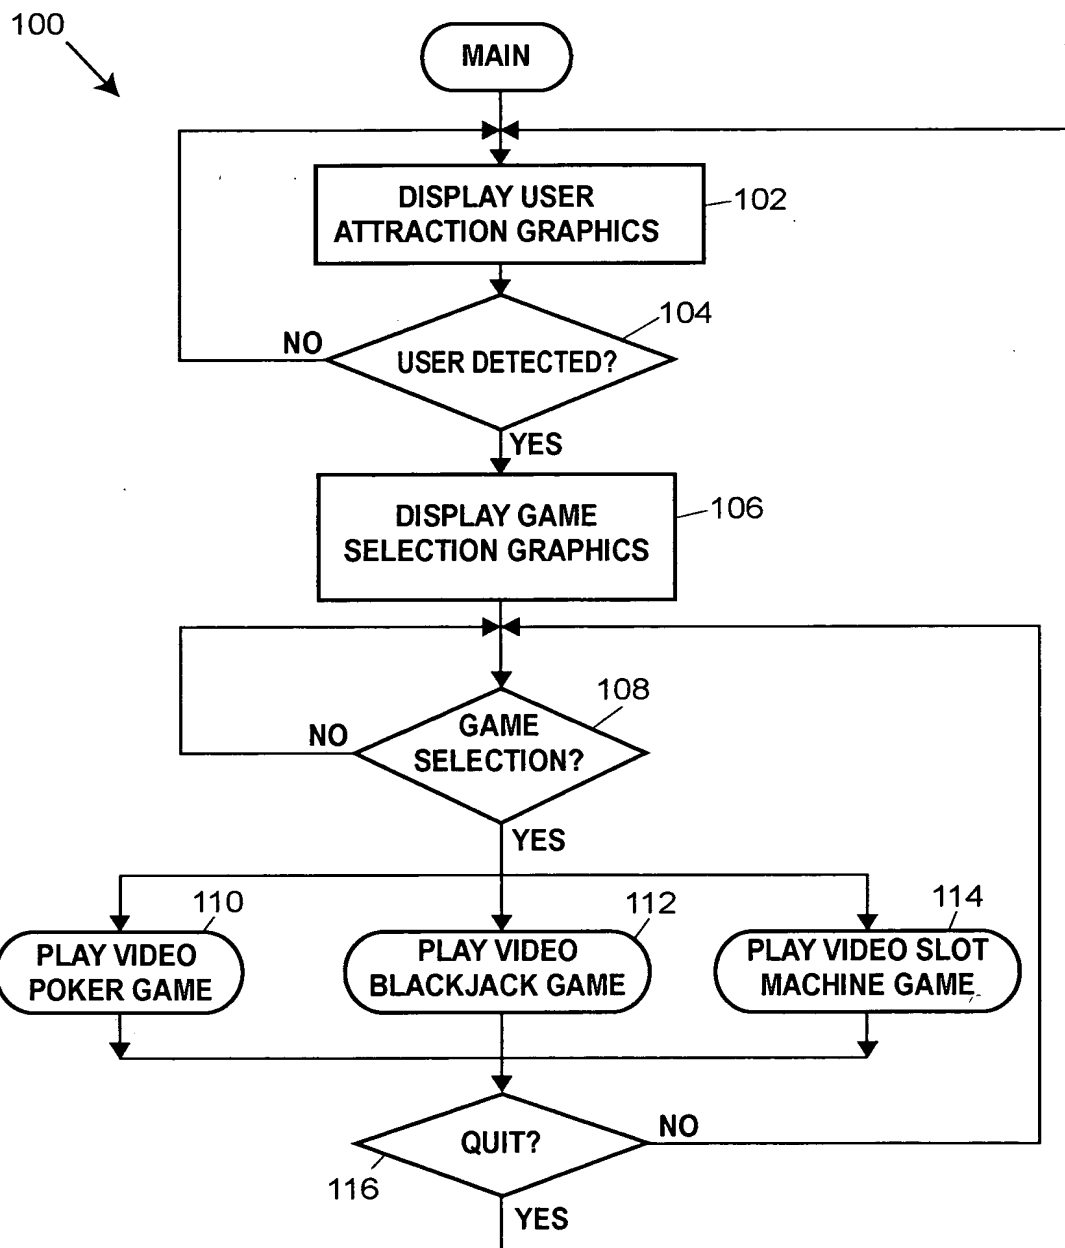 100
MAIN
DISPLAY USER
ATTRACTION GRAPHICS
102
104
NO
USER DETECTED?
YES
DISPLAY GAME
SELECTION GRAPHICS
106
108
NO
GAME
SELECTION?
YES
110
PLAY VIDEO
POKER GAME
112
PLAY VIDEO
BLACKJACK GAME
114
PLAY VIDEO SLOT
MACHINE GAME
QUIT?
NO
116
YES